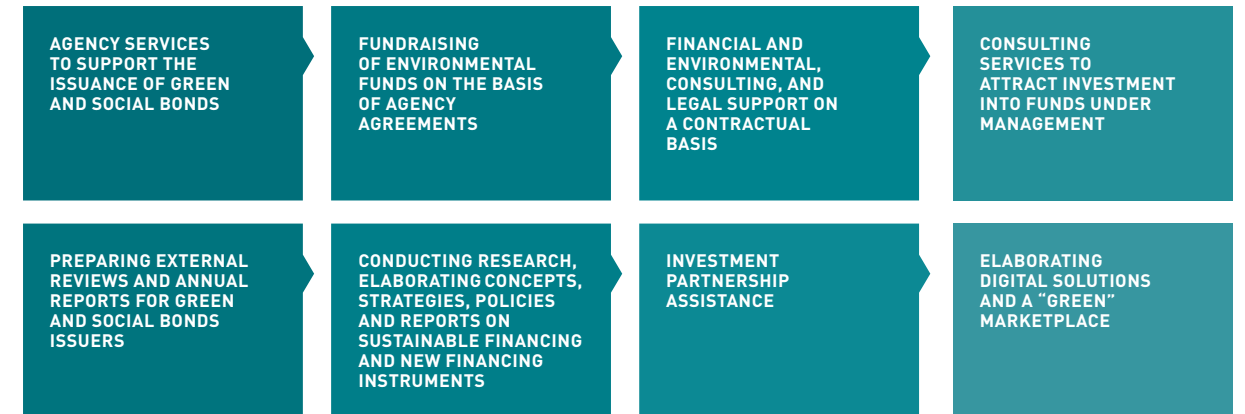 AGENCY SERVICES
TO SUPPORT THE
ISSUANCE OF GREEN
AND SOCIAL BONDS
FUNDRAISING
OF ENVIRONMENTAL
FUNDS ON THE BASIS
OF AGENCY
AGREEMENTS
FINANCIAL AND
ENVIRONMENTAL,
CONSULTING, AND
LEGAL SUPPORT ON
A CONTRACTUAL
BASIS
CONSULTING
SERVICES TO
ATTRACT INVESTMENT
INTO FUNDS UNDER
MANAGEMENT
PREPARING EXTERNAL
REVIEWS AND ANNUAL
REPORTS FOR GREEN
AND SOCIAL BONDS
ISSUERS
CONDUCTING RESEARCH,
ELABORATING CONCEPTS,
STRATEGIES, POLICIES
AND REPORTS ON
SUSTAINABLE FINANCING
AND NEW FINANCING
INSTRUMENTS
INVESTMENT
PARTNERSHIP
ASSISTANCE
ELABORATING
DIGITAL SOLUTIONS
AND A “GREEN”
MARKETPLACE